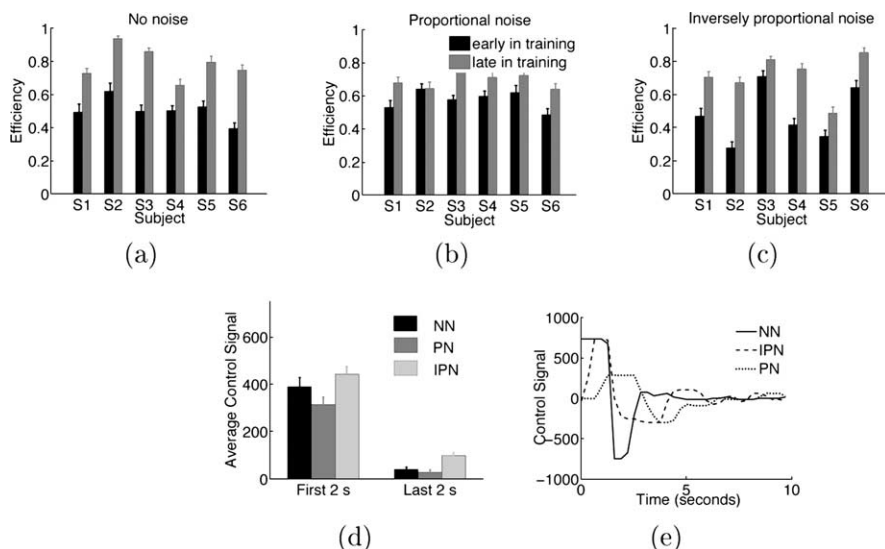 No noise
1
0.8
0.6
0.4
0.2
0
Efficiency
S1 S2 S3 S4 S5 S6
Subject
(a)
Proportional noise
early in training
late in training
1
0.8
0.6
0.4
0.2
0
Efficiency
S1 S2 S3 S4 S5 S6
Subject
(b)
Inversely proportional noise
1
0.8
0.6
0.4
0.2
0
Efficiency
S1 S2 S3 S4 S5 S6
Subject
(c)
NN
PN
IPN
600
400
200
0
Average Control Signal
First 2 s Last 2 s
(d)
NN
IPN
PN
1000
500
0
-500
-1000
Control Signal
0 5 10
Time (seconds)
(e)